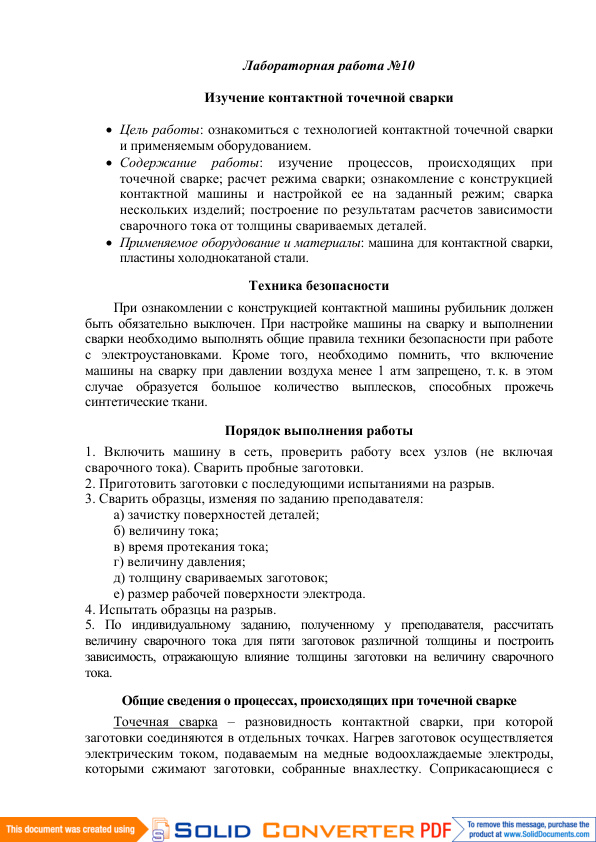 Лабораторная работа №10
Изучение контактной точечной сварки
• Цель работы: ознакомиться с технологией контактной точечной сварки
и применяемым оборудованием.
• Содержание работы: изучение процессов, происходящих при
точечной сварке; расчет режима сварки; ознакомление с конструкцией
контактной машины и настройкой ее на заданный режим; сварка
нескольких изделий; построение по результатам расчетов зависимости
сварочного тока от толщины свариваемых деталей.
• Применяемое оборудование и материалы: машина для контактной сварки,
пластины холоднокатаной стали.
Техника безопасности
При ознакомлении с конструкцией контактной машины рубильник должен
быть обязательно выключен. При настройке машины на сварку и выполнении
сварки необходимо выполнять общие правила техники безопасности при работе
с электроустановками. Кроме того, необходимо помнить, что включение
машины на сварку при давлении воздуха менее 1 атм запрещено, т. к. в этом
случае образуется большое количество выплесков, способных прожечь
синтетические ткани.
Порядок выполнения работы
1. Включить машину в сеть, проверить работу всех узлов (не включая
сварочного тока). Сварить пробные заготовки.
2. Приготовить заготовки с последующими испытаниями на разрыв.
3. Сварить образцы, изменяя по заданию преподавателя:
а) зачистку поверхностей деталей;
б) величину тока;
в) время протекания тока;
г) величину давления;
д) толщину свариваемых заготовок;
е) размер рабочей поверхности электрода.
4. Испытать образцы на разрыв.
5. По индивидуальному заданию, полученному у преподавателя, рассчитать
величину сварочного тока для пяти заготовок различной толщины и построить
зависимость, отражающую влияние толщины заготовки на величину сварочного
тока.
Общие сведения о процессах, происходящих при точечной сварке
Точечная сварка – разновидность контактной сварки, при которой
заготовки соединяются в отдельных точках. Нагрев заготовок осуществляется
электрическим током, подаваемым на медные водоохлаждаемые электроды,
которыми сжимают заготовки, собранные внахлестку. Соприкасающиеся с
This document was created using
SOLID CONVERTER PDF
To remove this message, purchase the
product at www.SolidDocuments.com